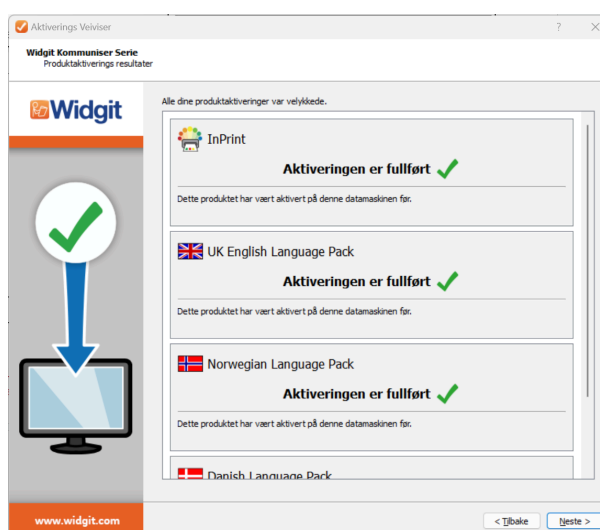 Aktiverings Veiviser
Widgit Kommuniser Serie
Produktaktiverings resultater
Widgit
Alle dine produktaktiveringer var velykkede.
InPrint
Aktiveringen er fullført
Dette produktet har vært aktivert på denne datamaskinen før.
UK English Language Pack
Aktiveringen er fullført
Dette produktet har vært aktivert på denne datamaskinen før.
Norwegian Language Pack
Aktiveringen er fullført
Dette produktet har vært aktivert på denne datamaskinen før.
Danish Language Pack
www.widgit.com
< Tilbake
Neste >